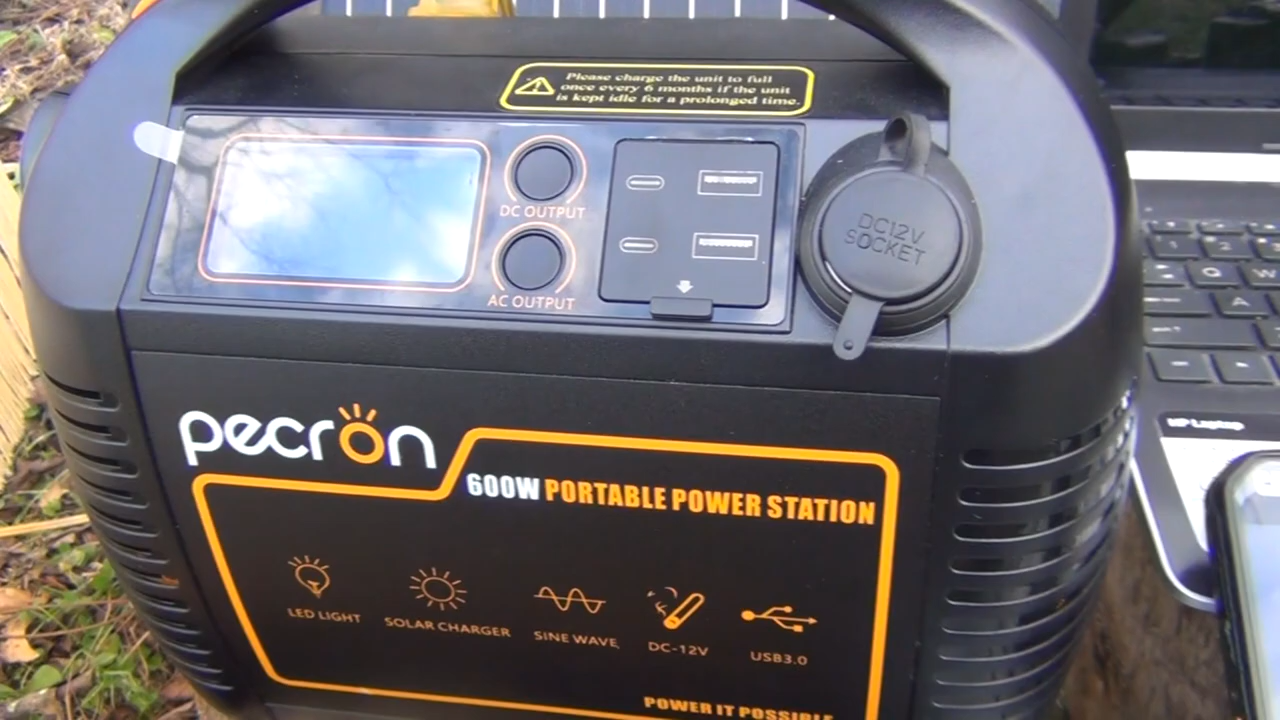 Please charge the unit to full
once every 6 months if the unit
is kept idle for a prolonged time.
DC OUTPUT
AC OUTPUT
DC12V
SOCKET
pecron
600W PORTABLE POWER STATION
LED LIGHT
SOLAR CHARGER
SINE WAVE,
DC-12V
USB3.0
POWER IT POSSIBLE
1
2
Q
W
A
HP Laptop